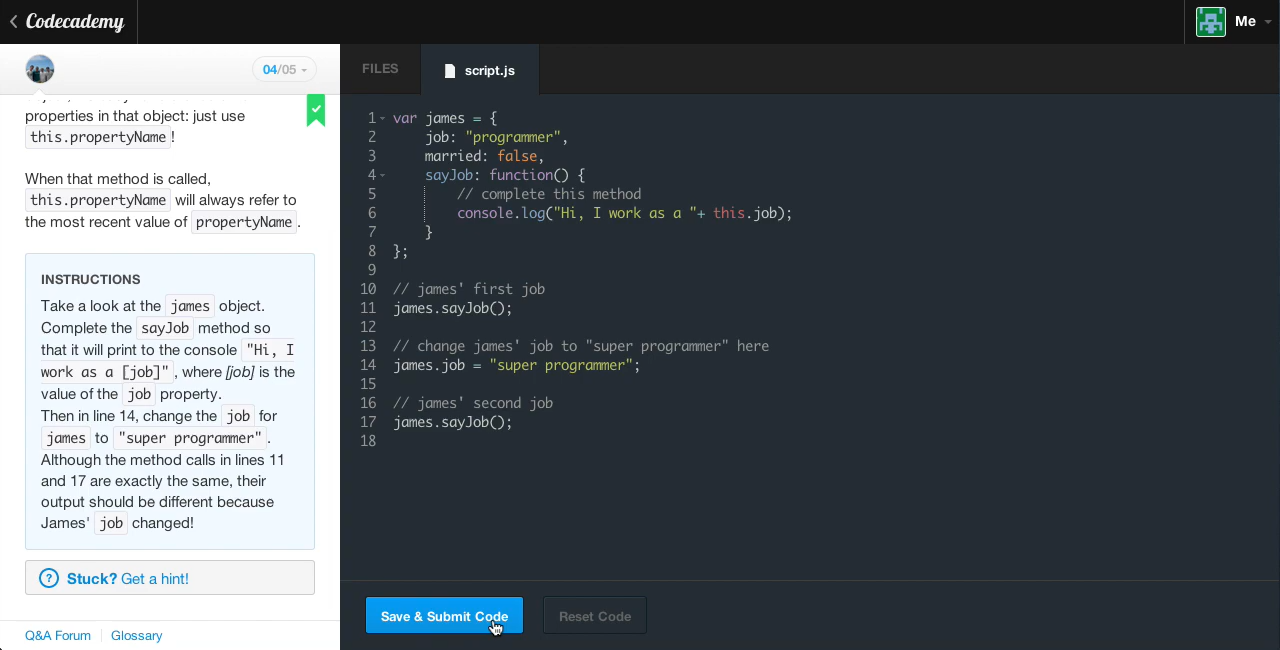 Codecademy
Me
04/05
properties in that object: just use
this.propertyName!
When that method is called,
this.propertyName will always refer to
the most recent value of propertyName.
INSTRUCTIONS
Take a look at the james object.
Complete the sayJob method so
that it will print to the console "Hi, I
work as a [job]", where [job] is the
value of the job property.
Then in line 14, change the job for
james to "super programmer".
Although the method calls in lines 11
and 17 are exactly the same, their
output should be different because
James' job changed!
? Stuck? Get a hint!
Q&A Forum
Glossary
FILES
script.js
1 var james = {
2 job: "programmer",
3 married: false,
4 sayJob: function() {
5 // complete this method
6 console.log("Hi, I work as a "+ this.job);
7 }
8 };
9
10 // james' first job
11 james.sayJob();
12
13 // change james' job to "super programmer" here
14 james.job = "super programmer";
15
16 // james' second job
17 james.sayJob();
18
Save & Submit Code
Reset Code